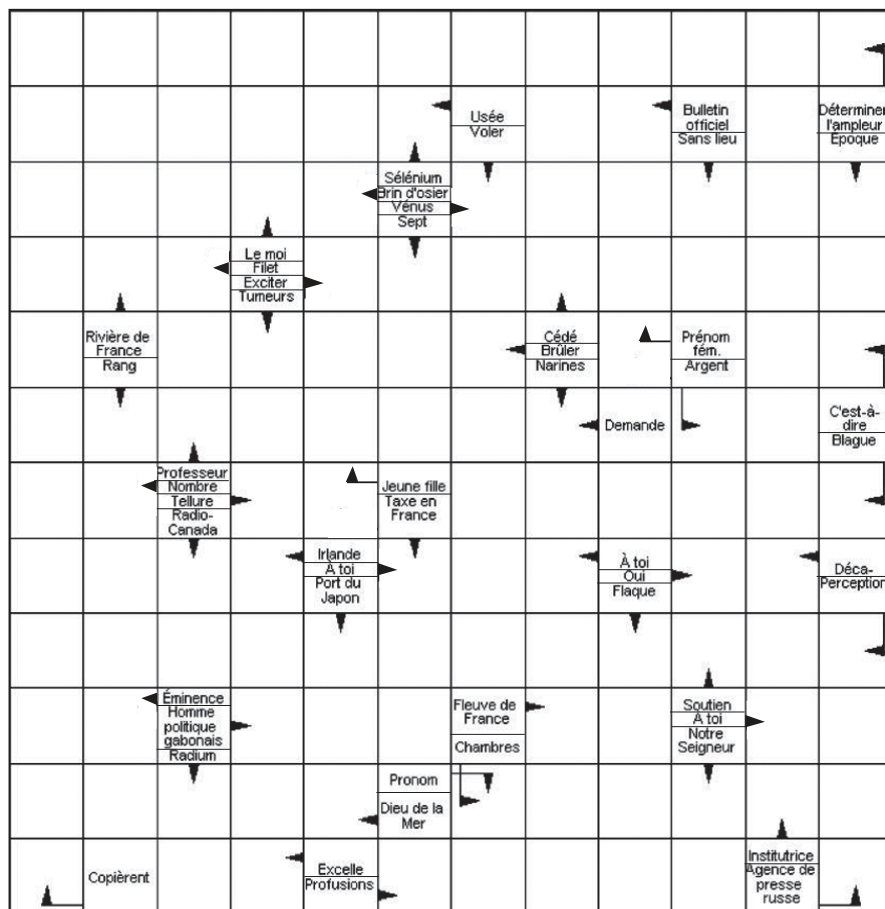 Usée
Voler
Bulletin
officiel
Sans lieu
Déterminer
l'ampleur
Époque
Sélénium
Brin d'osier
Vénus
Sept
Le moi
Filet
Exciter
Tumeurs
Rivière de
France
Rang
Cédé
Brûler
Narines
Prénom
fém.
Argent
Demande
C'est-à-
dire
Blague
Professeur
Nombre
Tellure
Radio-
Canada
Jeune fille
Taxe en
France
Irlande
À toi
Port du
Japon
À toi
Oui
Flaque
Déca-
Perception
Éminence
Homme
politique
gabonais
Radium
Fleuve de
France
Chambres
Soutien
À toi
Notre
Seigneur
Pronom
Dieu de la
Mer
Copièrent
Excelle
Profusions
Institutrice
Agence de
presse
russe